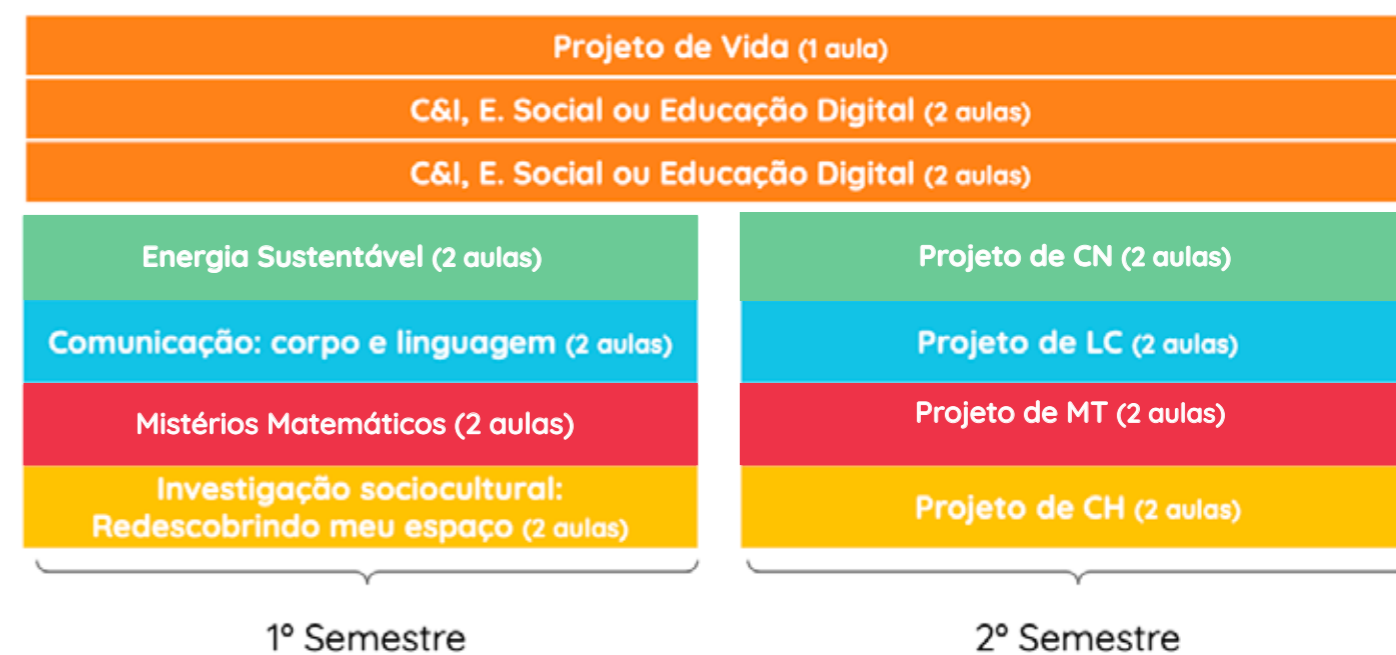 Projeto de Vida (1 aula)
C&I, E. Social ou Educação Digital (2 aulas)
C&I, E. Social ou Educação Digital (2 aulas)
Energia Sustentável (2 aulas)
Comunicação: corpo e linguagem (2 aulas)
Mistérios Matemáticos (2 aulas)
Investigação sociocultural:
Redescobrindo meu espaço (2 aulas)
1º Semestre
Projeto de CN (2 aulas)
Projeto de LC (2 aulas)
Projeto de MT (2 aulas)
Projeto de CH (2 aulas)
2º Semestre